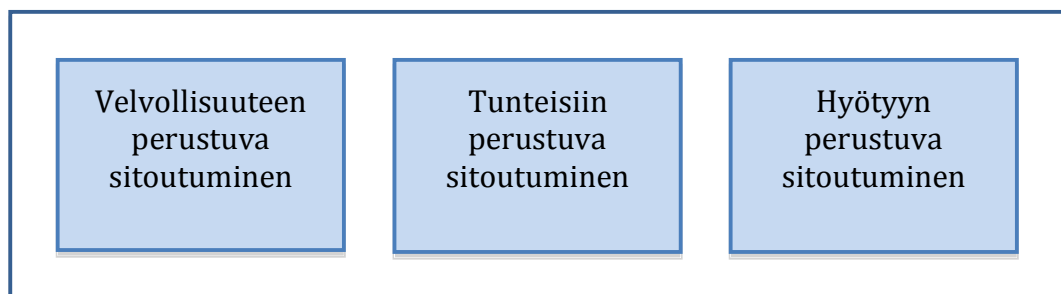 Velvollisuuteen
perustuva
sitoutuminen
Tunteisiin
perustuva
sitoutuminen
Hyötyyn
perustuva
sitoutuminen